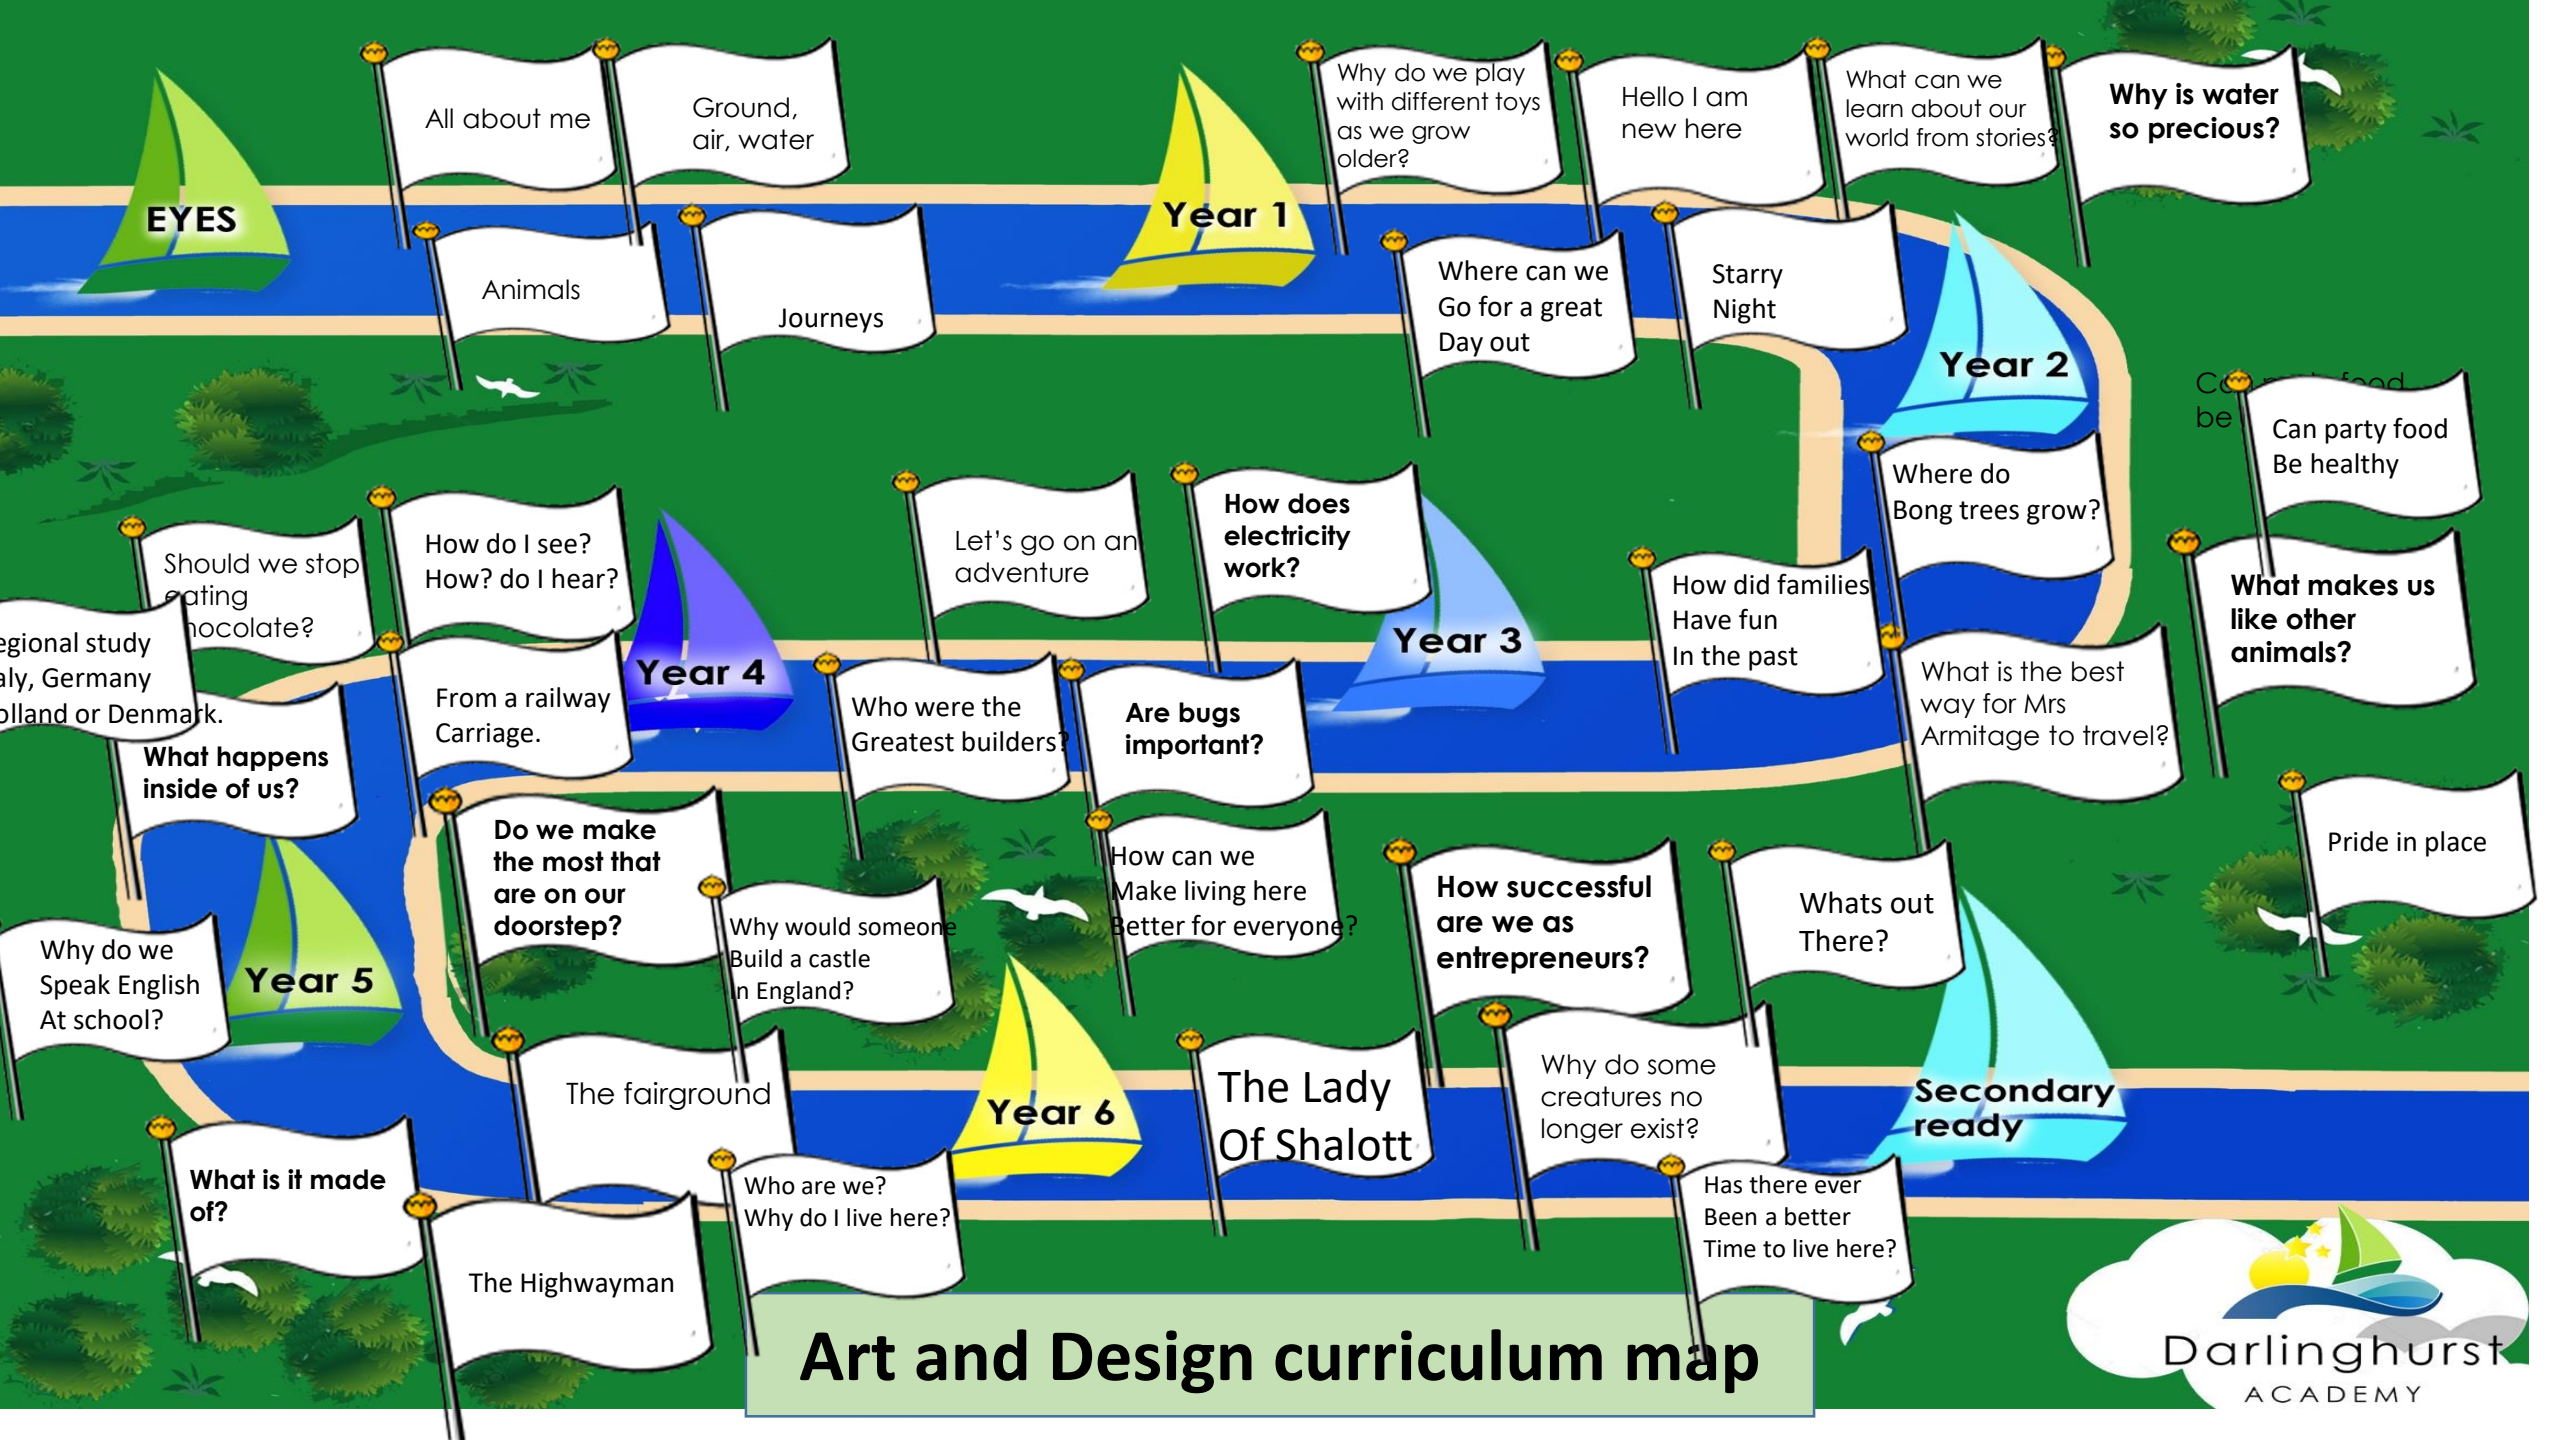 EYES
All about me
Ground,
air, water
Animals
Journeys
Year 1
Why do we play
with different toys
as we grow
older?
Hello I am
new here
What can we
learn about our
world from stories?
Why is water
so precious?
Where can we
Go for a great
Day out
Starry
Night
Year 2
food
be
Can party food
Be healthy
Where do
Bong trees grow?
What makes us
like other
animals?
How did families
Have fun
In the past
What is the best
way for Mrs
Armitage to travel?
Pride in place
Year 3
How does
electricity
work?
Let's go on an
adventure
Who were the
Greatest builders?
Are bugs
important?
How can we
Make living here
Better for everyone?
Year 4
How do I see?
How? do I hear?
Should we stop
eating
From a railway
Carriage.
study
Germany
or Denmark.
What happens
inside of us?
Do we make
the most that
are on our
doorstep?
Why would someone
Build a castle
In England?
Year 5
Why do we
Speak English
At school?
The fairground
What is it made
of?
The Highwayman
Who are we?
Why do I live here?
Year 6
How successful
are we as
entrepreneurs?
Whats out
There?
The Lady
Of Shalott
Why do some
creatures no
longer exist?
Has there ever
Been a better
Time to live here?
Secondary
ready
Art and Design curriculum map
Darlinghurst
ACADEMY